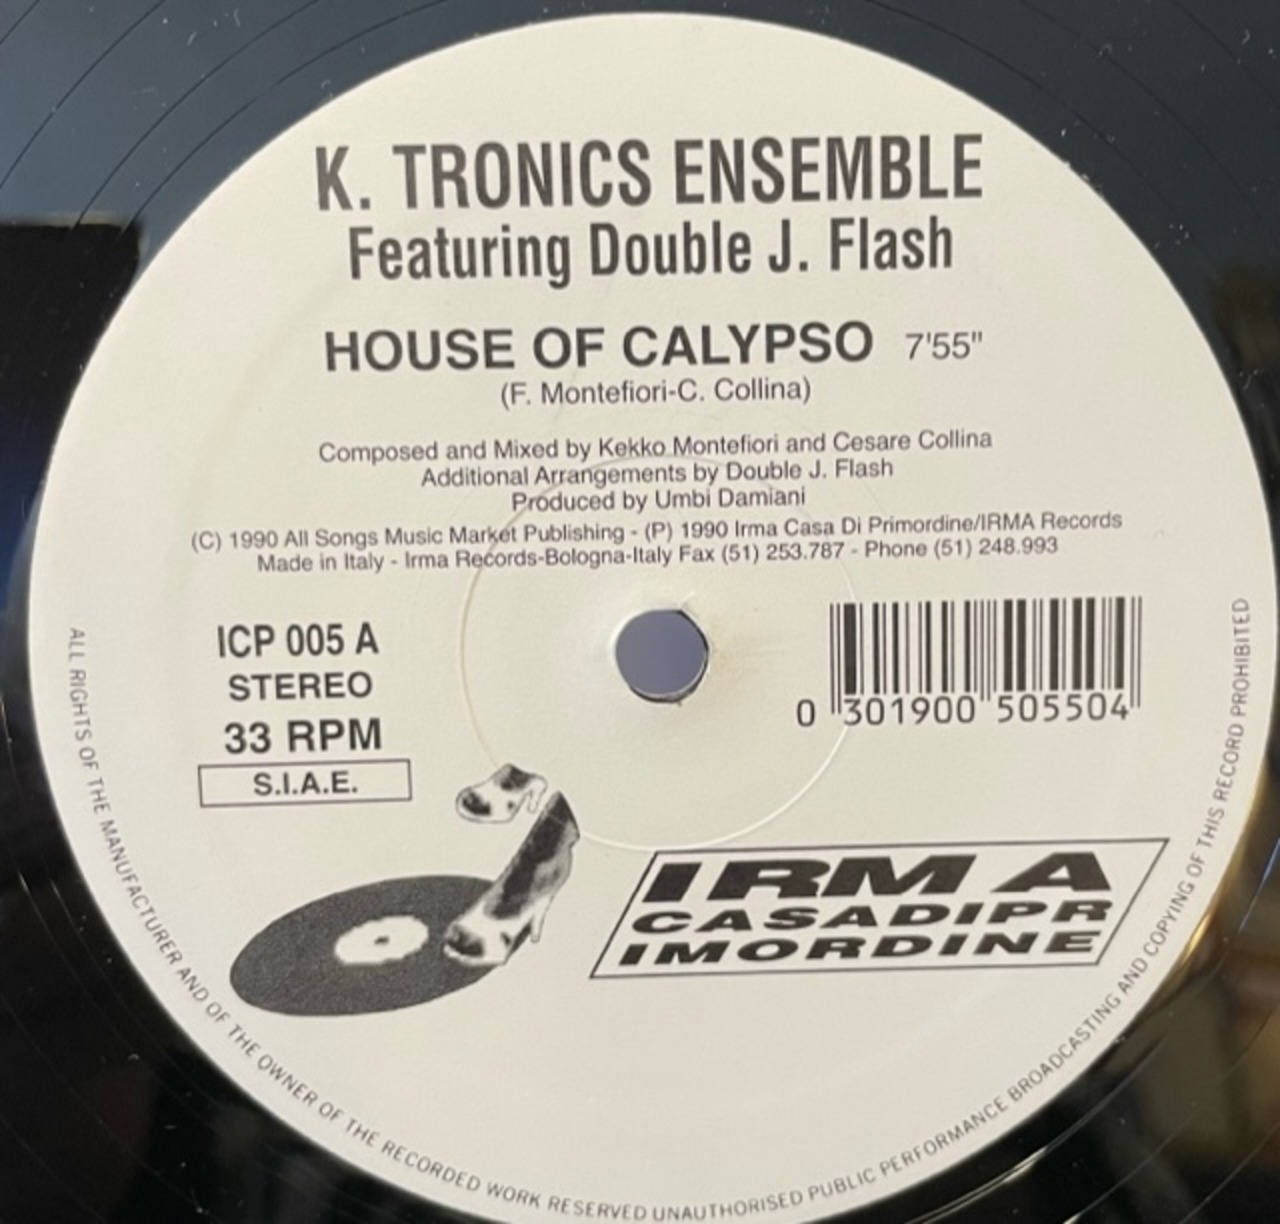 K. TRONICS ENSEMBLE
Featuring Double J. Flash
HOUSE OF CALYPSO 7'55"
(F. Montefiori-C. Collina)
Composed and Mixed by Kekko Montefiori and Cesare Collina
Additional Arrangements by Double J. Flash
Produced by Umbi Damiani
(C) 1990 All Songs Music Market Publishing - (P) 1990 Irma Casa Di Primordine/IRMA Records
Made in Italy - Irma Records-Bologna-Italy Fax (51) 253.787 - Phone (51) 248.993
ICP 005 A
STEREO
33 RPM
S.I.A.E.
0 301900 505504
IRMA
CASADIPR
IMORDINE
ALL RIGHTS OF THE MANUFACTURER AND OF THE OWNER OF THE RECORDED WORK RESERVED UNAUTHORISED PUBLIC PERFORMANCE BROADCASTING AND COPYING OF THIS RECORD PROHIBITED